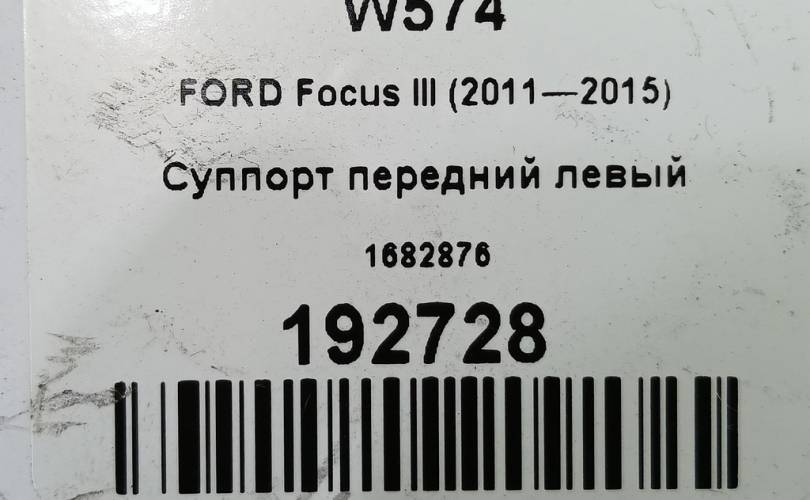 W574
FORD Focus III (2011—2015)
Суппорт передний левый
1682876
192728